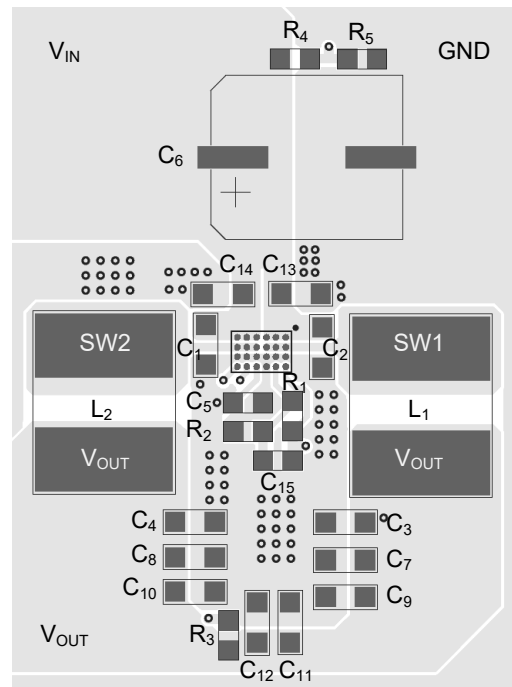 R4 R5
VIN GND
C6
C14 C13
SW2 C1 C2 SW1
R1
C5
L2 L1
R2
VOUT VOUT
C15
C4 C3
C8 C7
C10 C9
VOUT R3
C12 C11